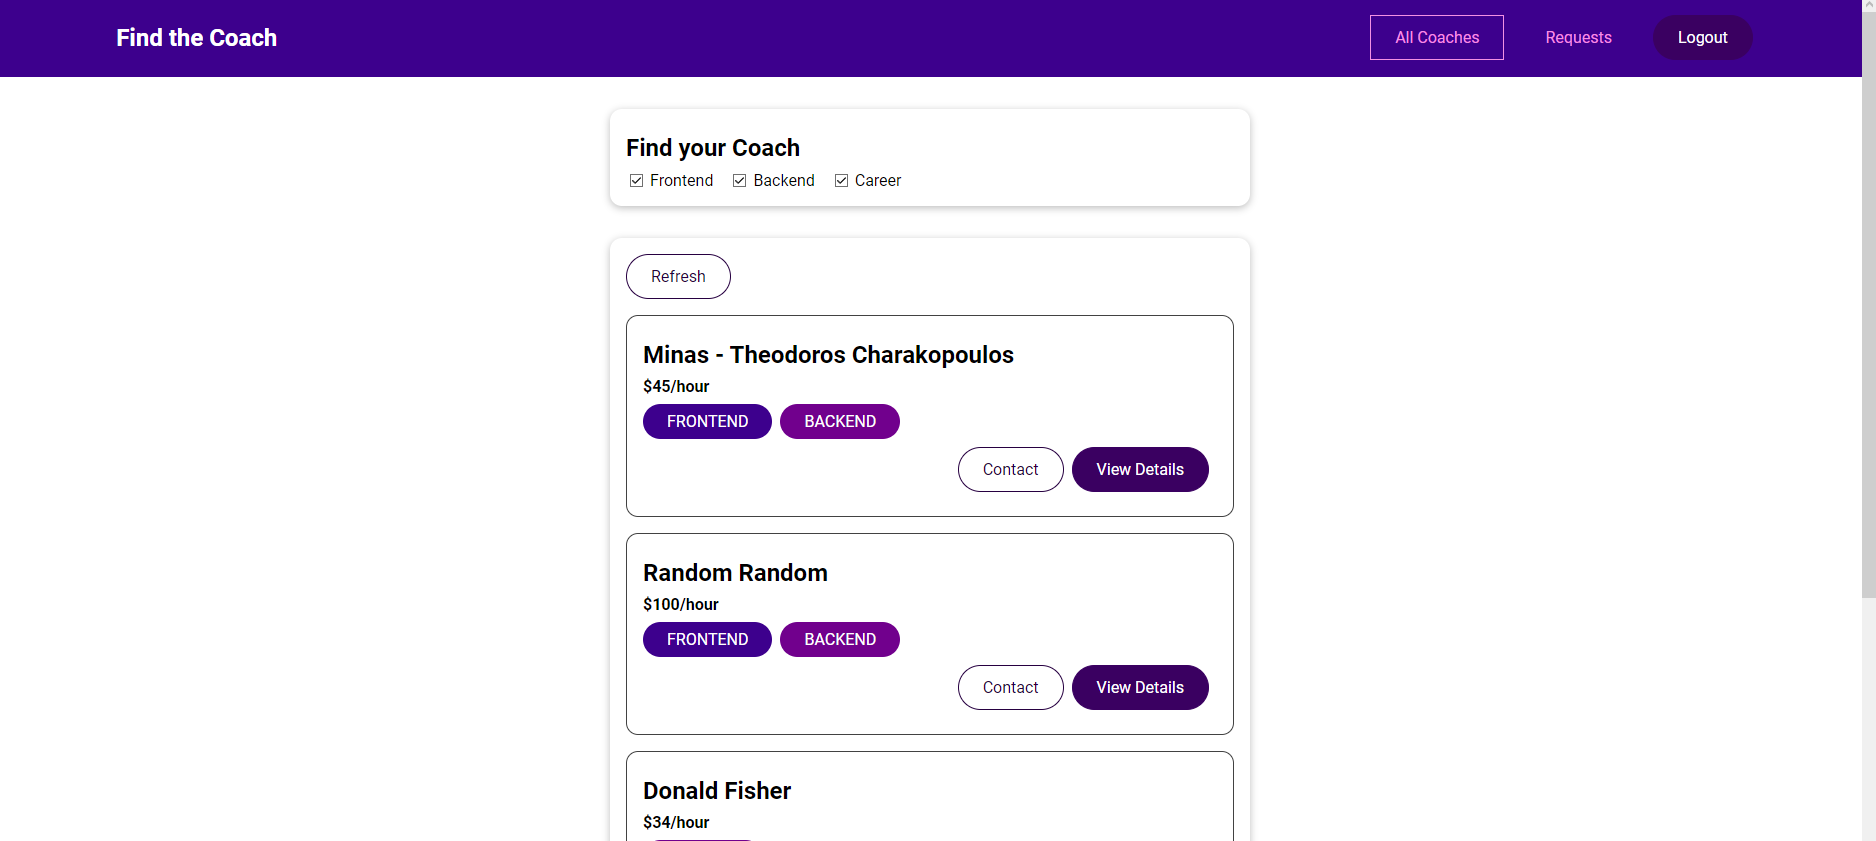 Find the Coach
All Coaches Requests Logout
Find your Coach
Frontend Backend Career
Refresh
Minas - Theodoros Charakopoulos
$45/hour
FRONTEND BACKEND
Contact View Details
Random Random
$100/hour
FRONTEND BACKEND
Contact View Details
Donald Fisher
$34/hour